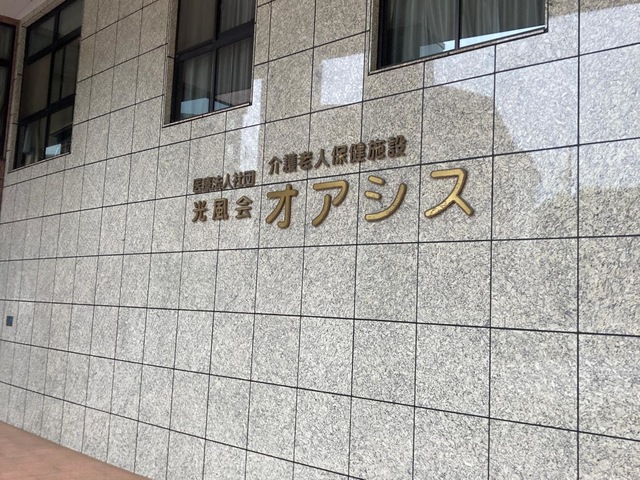 医療法人社団
光風会
介護老人保健施設
オアシス